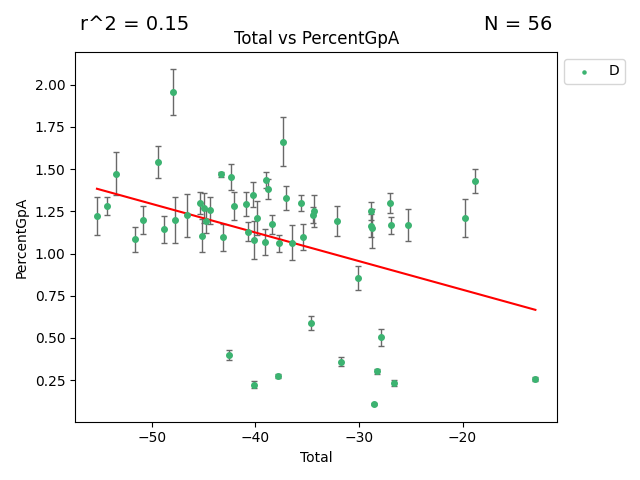 r^2 = 0.15
N = 56
Total vs PercentGpA
D
PercentGpA
2.00
1.75
1.50
1.25
1.00
0.75
0.50
0.25
−50
−40
−30
−20
Total